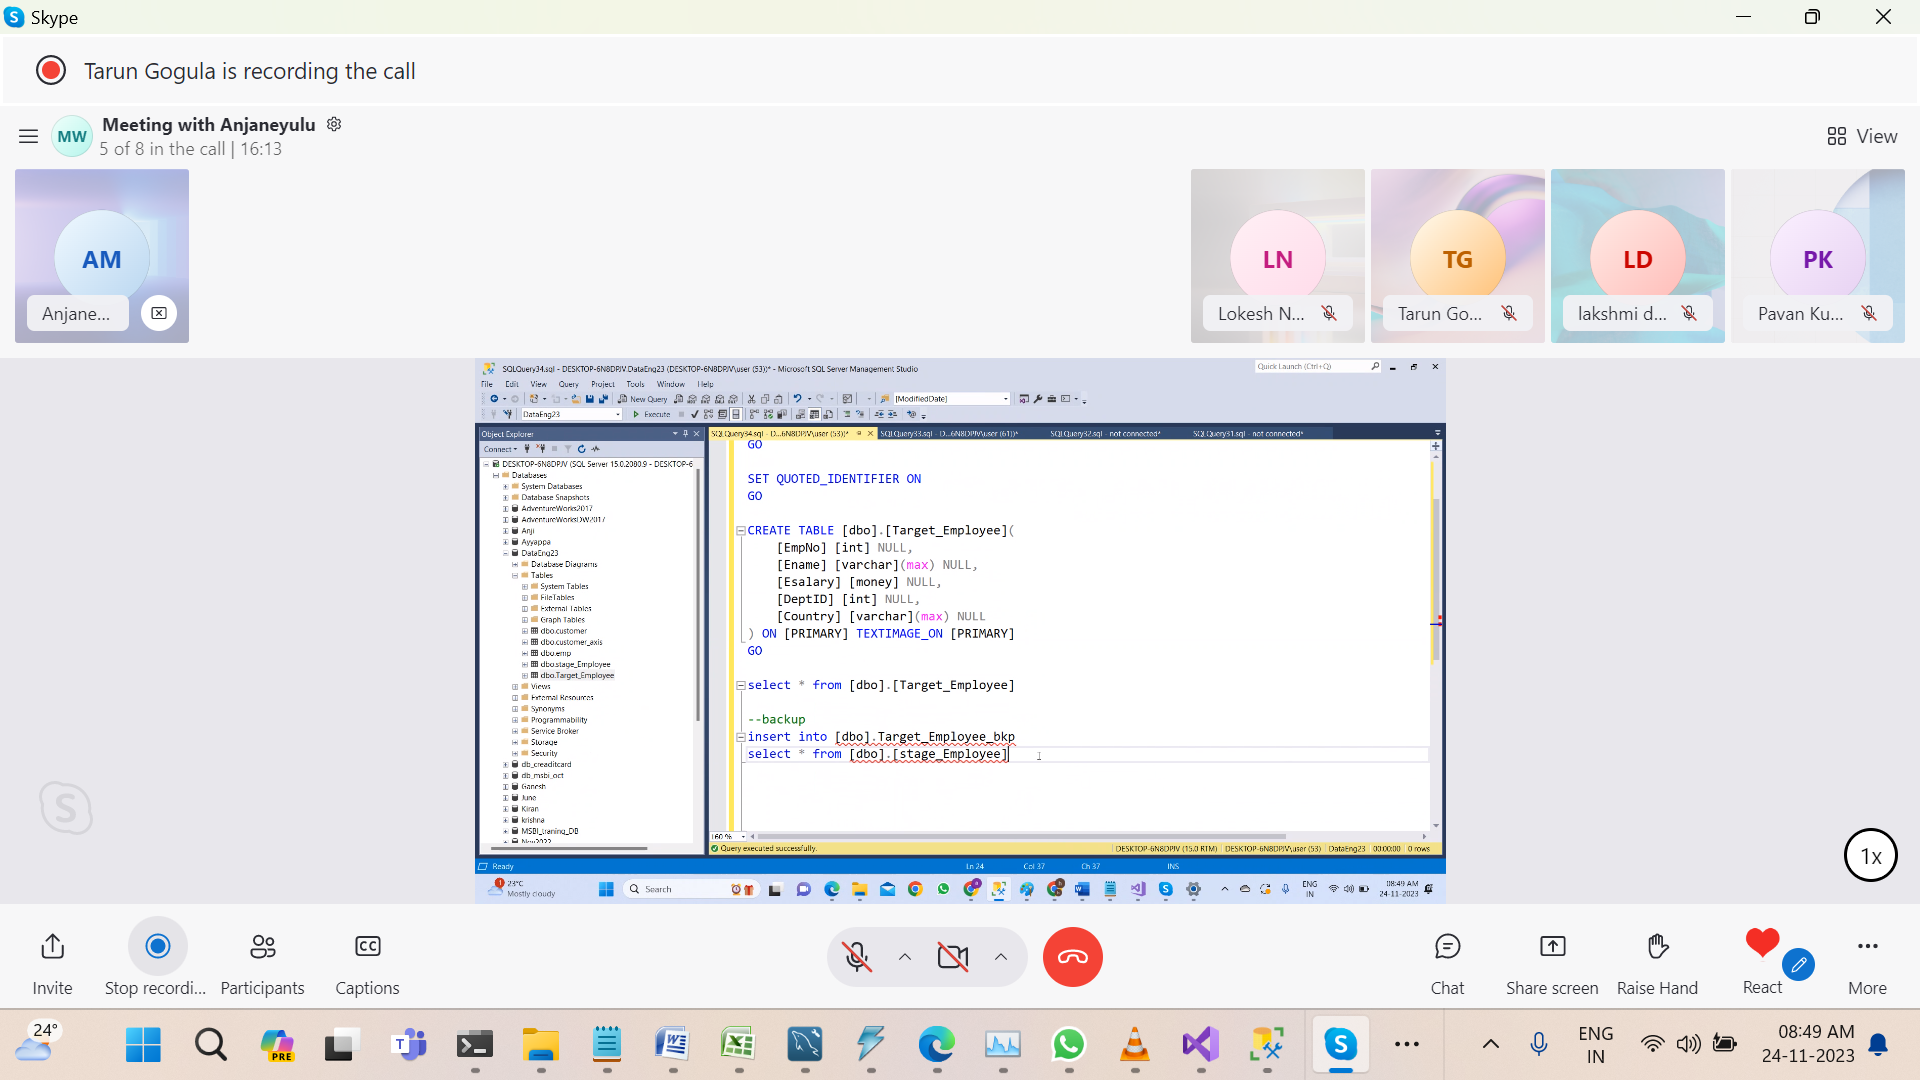 Skype
Tarun Gogula is recording the call
MW
Meeting with Anjaneyulu
5 of 8 in the call | 16:13
View
AM
Anjane...
LN
Lokesh N...
TG
Tarun Go...
LD
lakshmi d...
PK
Pavan Ku...
SQLQuery34.sql - DESKTOP-6N8DPJV.DataEng23 (DESKTOP-6N8DPJV\user (53))* - Microsoft SQL Server Management Studio
Quick Launch (Ctrl+Q)
File Edit View Query Project Tools Window Help
New Query
[ModifiedDate]
DataEng23
Execute
Object Explorer
SQLQuery34.sql - D...6N8DPJV\user (53))*
SQLQuery33.sql - D...6N8DPJV\user (61))*
SQLQuery32.sql - not connected*
SQLQuery31.sql - not connected*
Connect
DESKTOP-6N8DPJV (SQL Server 15.0.2080.9 - DESKTOP-6
Databases
System Databases
Database Snapshots
AdventureWorks2017
AdventureWorksDW2017
Anji
Ayyappa
DataEng23
Database Diagrams
Tables
System Tables
FileTables
External Tables
Graph Tables
dbo.customer
dbo.customer_axis
dbo.emp
dbo.stage_Employee
dbo.Target_Employee
Views
External Resources
Synonyms
Programmability
Service Broker
Storage
Security
db_creaditcard
db_msbi_oct
Ganesh
June
Kiran
krishna
MSBI_traning_DB
Nov2022
GO
SET QUOTED_IDENTIFIER ON
GO
CREATE TABLE [dbo].[Target_Employee](
[EmpNo] [int] NULL,
[Ename] [varchar](max) NULL,
[Esalary] [money] NULL,
[DeptID] [int] NULL,
[Country] [varchar](max) NULL
) ON [PRIMARY] TEXTIMAGE_ON [PRIMARY]
GO
select * from [dbo].[Target_Employee]
--backup
insert into [dbo].Target_Employee_bkp
select * from [dbo].[stage_Employee]
160 %
Query executed successfully.
DESKTOP-6N8DPJV (15.0 RTM) DESKTOP-6N8DPJV\user (53) DataEng23 00:00:00 0 rows
Ready
Ln 24
Col 37
Ch 37
INS
1
23°C
Mostly cloudy
Search
ENG
IN
08:49 AM
24-11-2023
1x
Invite
Stop recordi...
Participants
CC
Captions
Chat
Share screen
Raise Hand
React
More
24°
PRE
ENG
IN
08:49 AM
24-11-2023